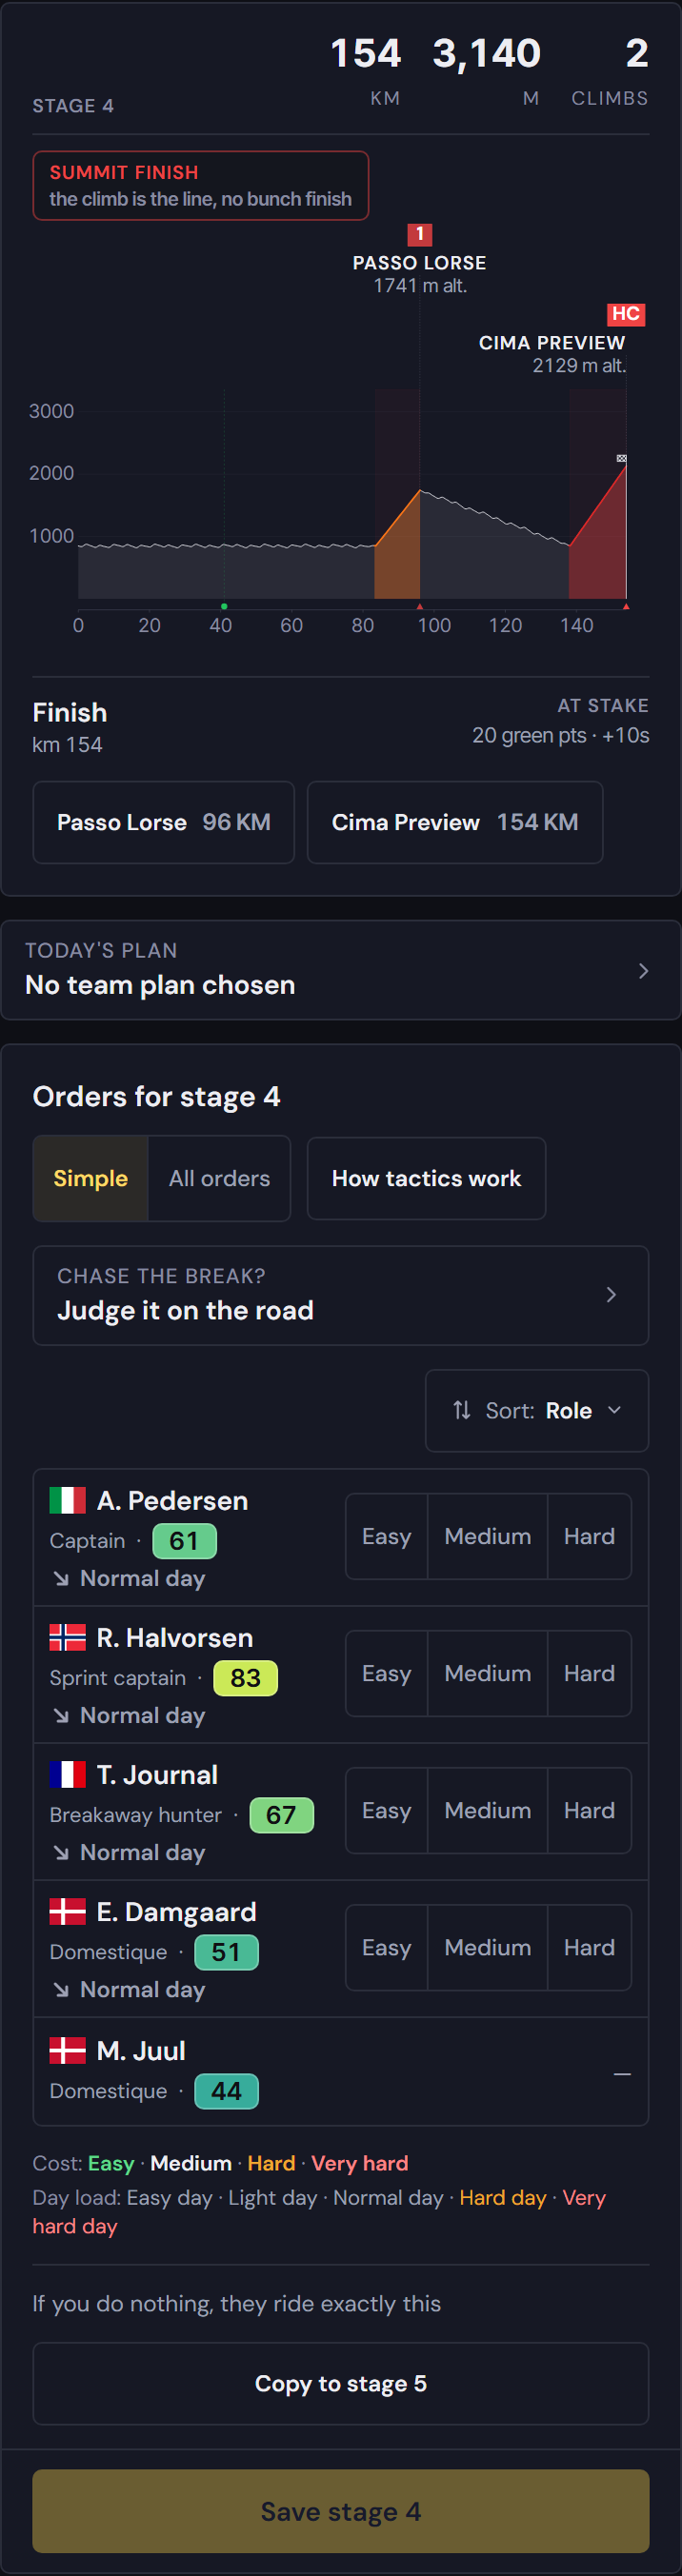 154 3,140 2
STAGE 4 KM M CLIMBS
SUMMIT FINISH
the climb is the line, no bunch finish
1
PASSO LORSE
1741 m alt.
HC
CIMA PREVIEW
2129 m alt.
3000
2000
1000
0 20 40 60 80 100 120 140
Finish AT STAKE
km 154 20 green pts · +10s
Passo Lorse 96 KM Cima Preview 154 KM
TODAY'S PLAN
No team plan chosen
Orders for stage 4
Simple All orders How tactics work
CHASE THE BREAK?
Judge it on the road
Sort: Role
A. Pedersen
Captain · 61 Easy Medium Hard
Normal day
R. Halvorsen
Sprint captain · 83 Easy Medium Hard
Normal day
T. Journal
Breakaway hunter · 67 Easy Medium Hard
Normal day
E. Damgaard
Domestique · 51 Easy Medium Hard
Normal day
M. Juul
Domestique · 44 —
Cost: Easy · Medium · Hard · Very hard
Day load: Easy day · Light day · Normal day · Hard day · Very
hard day
If you do nothing, they ride exactly this
Copy to stage 5
Save stage 4